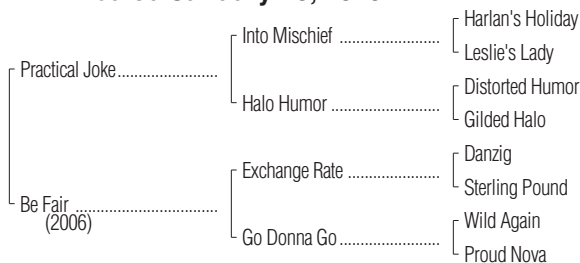 Harlan's Holiday
Into Mischief
Leslie's Lady
Practical Joke
Distorted Humor
Halo Humor
Gilded Halo
Danzig
Exchange Rate
Sterling Pound
Be Fair
(2006)
Wild Again
Go Donna Go
Proud Nova